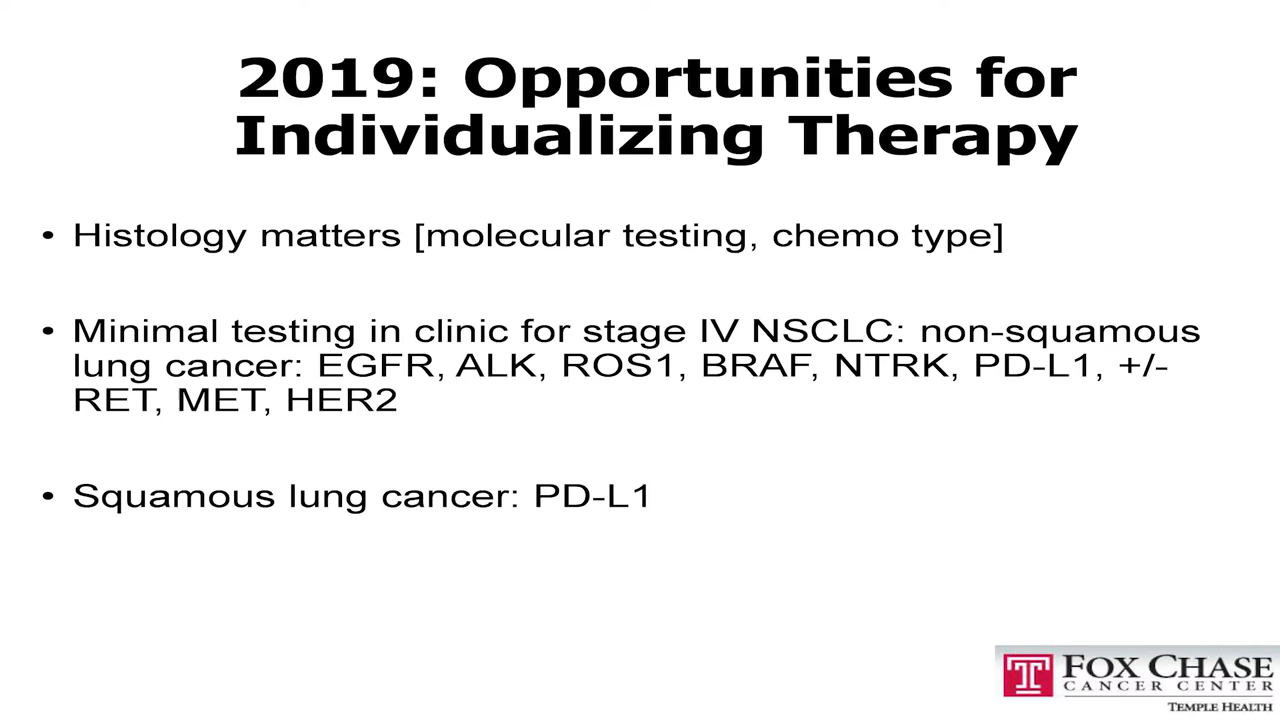 2019: Opportunities for
Individualizing Therapy
• Histology matters [molecular testing, chemo type]
• Minimal testing in clinic for stage IV NSCLC: non-squamous
lung cancer: EGFR, ALK, ROS1, BRAF, NTRK, PD-L1, +/-
RET, MET, HER2
• Squamous lung cancer: PD-L1
FOX CHASE
CANCER CENTER
TEMPLE HEALTH